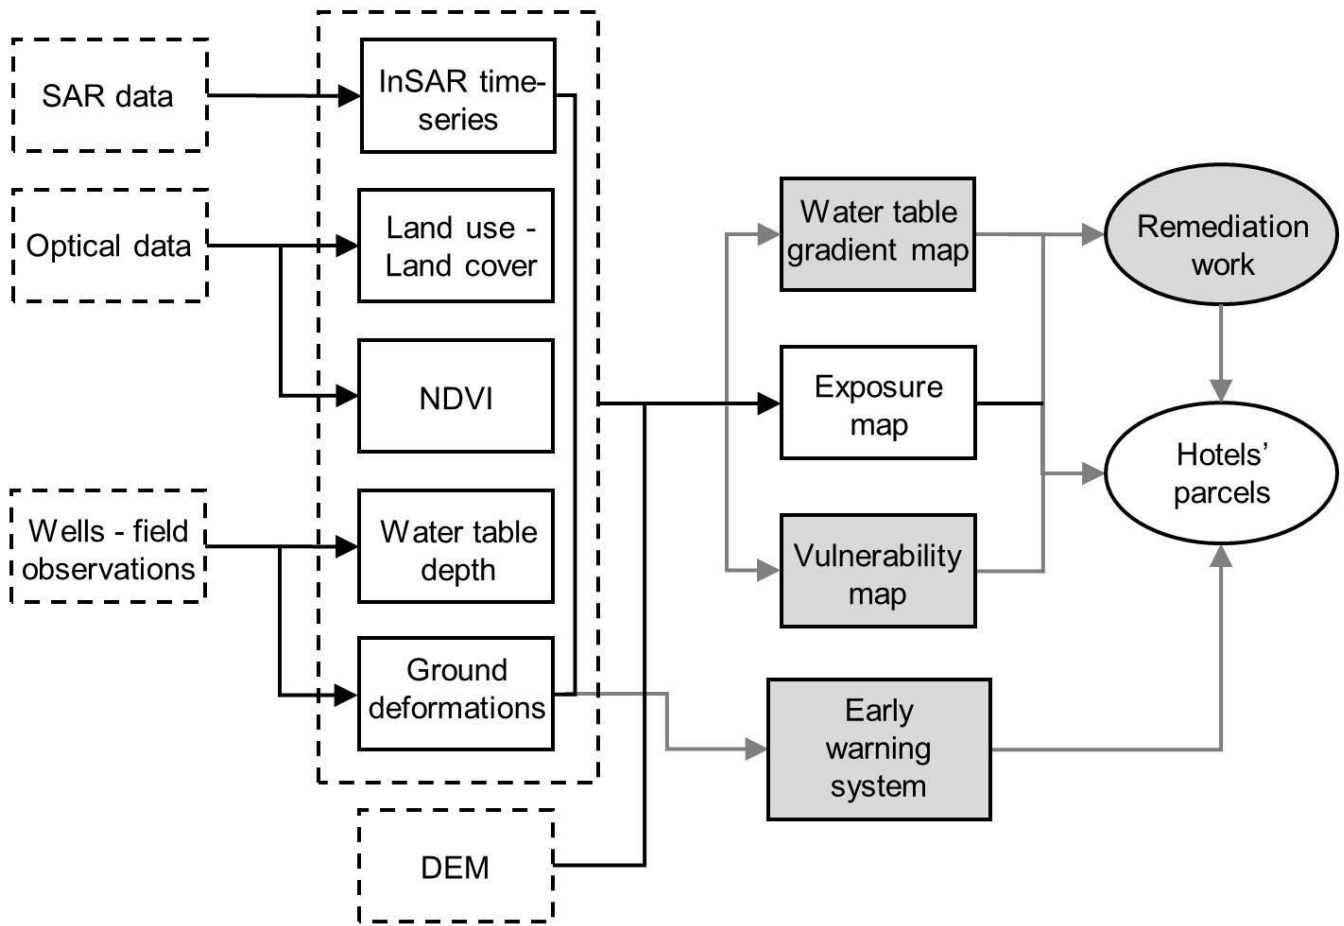 SAR data
InSAR time-
series
Optical data
Land use -
Land cover
NDVI
Wells - field
observations
Water table
depth
Ground
deformations
DEM
Water table
gradient map
Exposure
map
Vulnerability
map
Early
warning
system
Remediation
work
Hotels’
parcels